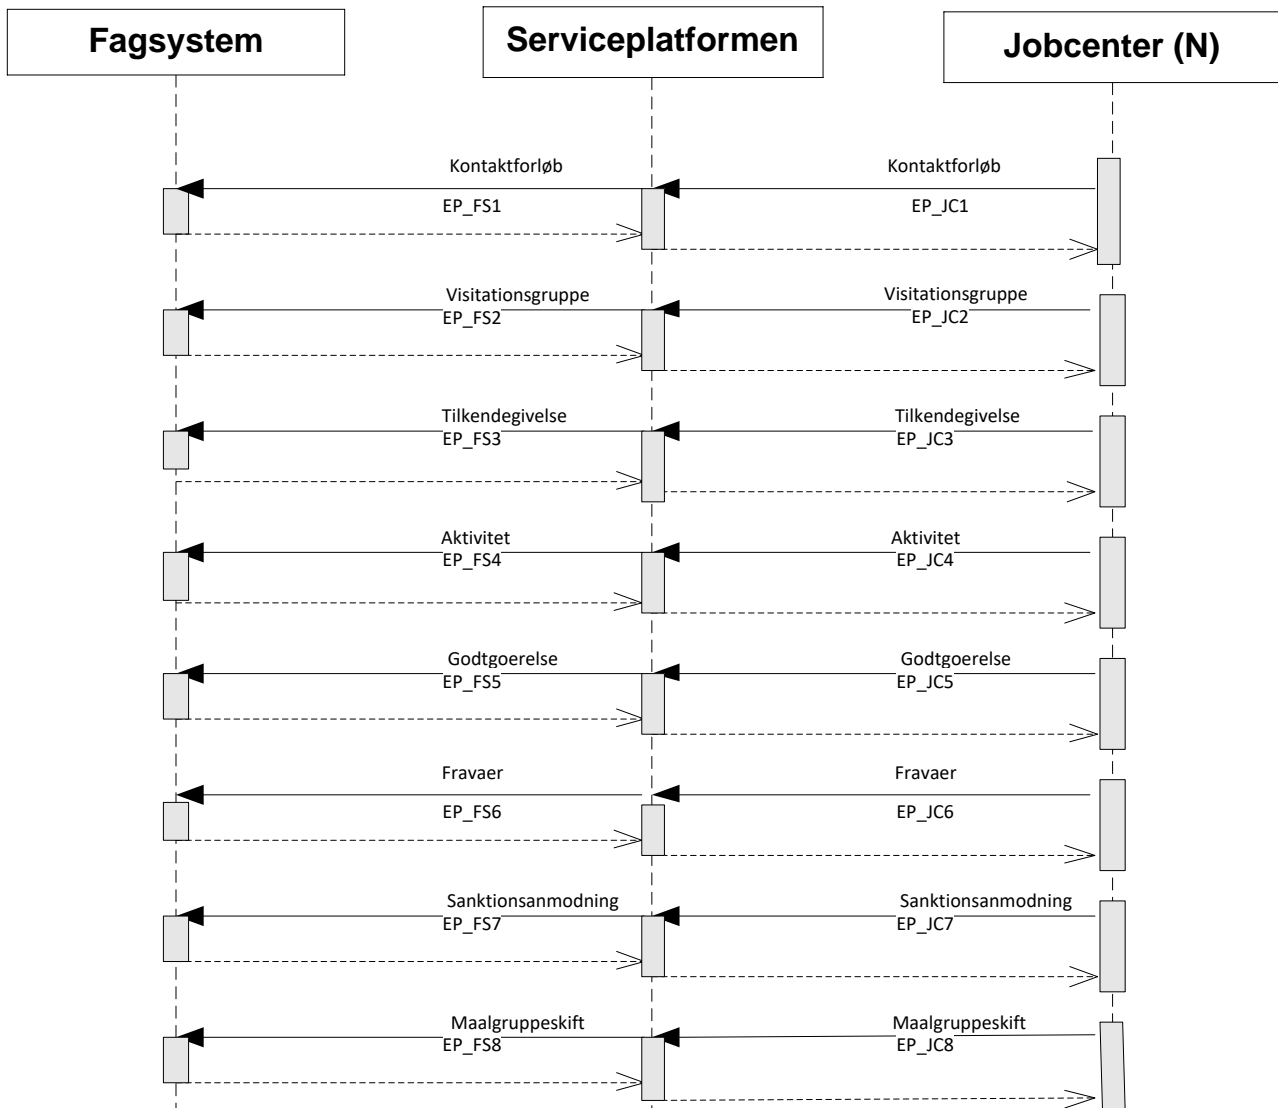 Fagsystem
Serviceplatformen
Jobcenter (N)
Kontaktforløb
Kontaktforløb
EP_FS1
EP_JC1
Visitationsgruppe
Visitationsgruppe
EP_FS2
EP_JC2
Tilkendegivelse
Tilkendegivelse
EP_FS3
EP_JC3
Aktivitet
Aktivitet
EP_FS4
EP_JC4
Godtgoerelse
Godtgoerelse
EP_FS5
EP_JC5
Fravaer
Fravaer
EP_FS6
EP_JC6
Sanktionsanmodning
Sanktionsanmodning
EP_FS7
EP_JC7
Maalgruppeskift
Maalgruppeskift
EP_FS8
EP_JC8